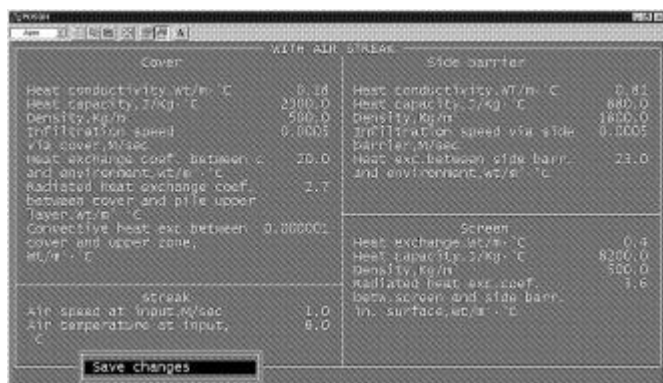 WITH AIR STREAK
Cover
Heat conductivity,Wt/m·°C 0.18
Heat capacity,J/Kg·°C 2300.0
Density,Kg/m 500.0
Infiltration speed 0.0005
via cover,M/sec
Heat exchange coef. between c 20.0
and environment,wt/m·°C
Radiated heat exchange coef. 2.7
between cover and pile upper
layer,Wt/m °C
Convective heat exc between 0.000001
cover and upper zone,
Wt/m·°C
streak
Air speed at input,M/sec 1.0
Air temperature at input, 6.0
°C
Side barrier
Heat conductivity,WT/m·°C 0.81
Heat capacity,J/Kg·°C 880.0
Density,Kg/m 1800.0
Infiltration speed via side 0.0005
barrier,M/sec
Heat exc.between side barr. 23.0
and environment,wt/m·°C
Screen
Heat exchange,Wt/m·°C 0.4
Heat capacity,J/Kg·°C 8200.0
Density,Kg/m 500.0
Radiated heat exc.coef. 3.6
betw.screen and side barr.
in. surface,wt/m·°C
Save changes